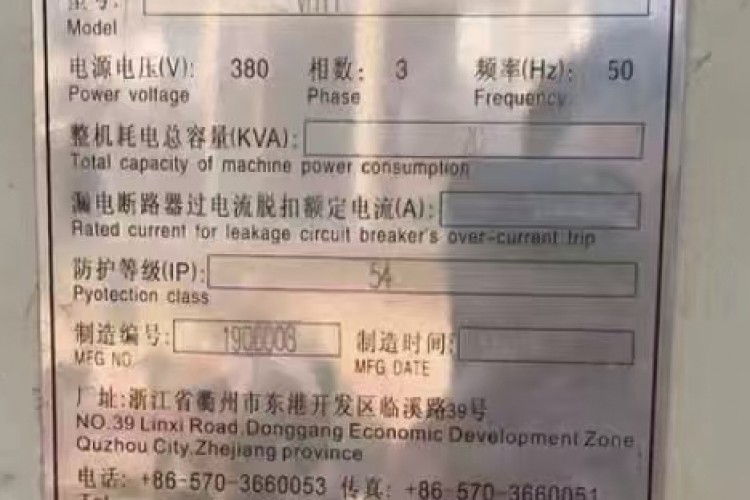 型号:
Model
电源电压(V): 380 相数: 3 频率(Hz): 50
Power voltage Phase Frequency
整机耗电总容量(KVA): 20
Total capacity of machine power consumption
漏电断路器过电流脱扣额定电流(A):
Rated current for leakage circuit breaker's over-current trip
防护等级(IP): 54
Pyotection class
制造编号: 19D0008 制造时间:
MFG NO MFG DATE
厂址:浙江省衢州市东港开发区临溪路39号
NO.39 Linxi Road,Donggang Economic Development Zone
Quzhou City,Zhejiang province
电话: +86-570-3660053 传真: +86-570-3660051